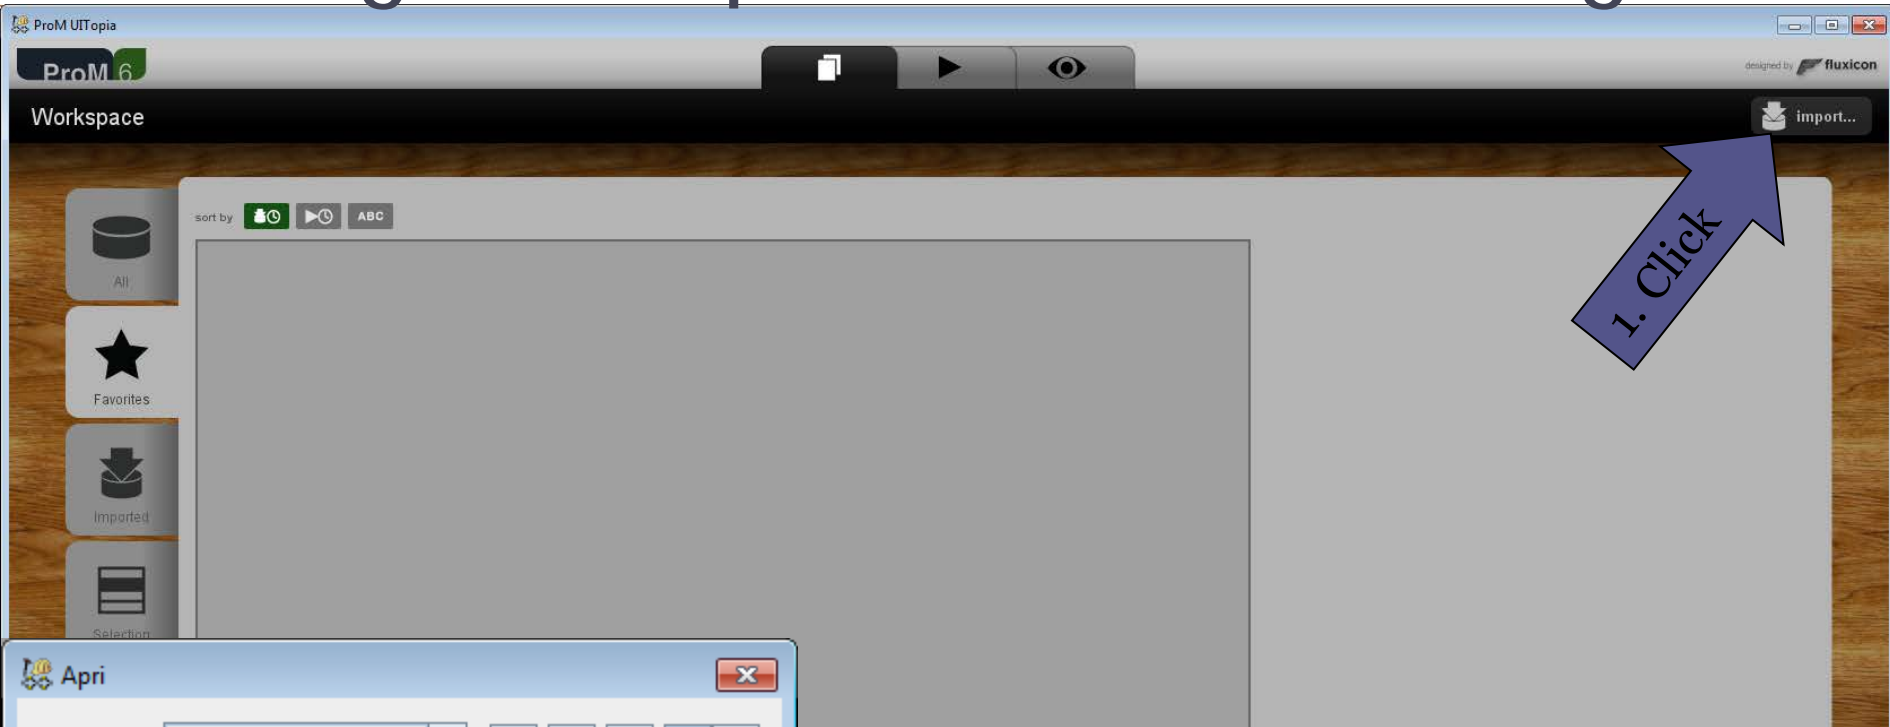 ProM UITopia
ProM 6
designed by fluxicon
Workspace
import...
1. Click
sort by
ABC
All
Favorites
Imported
Selection
Apri